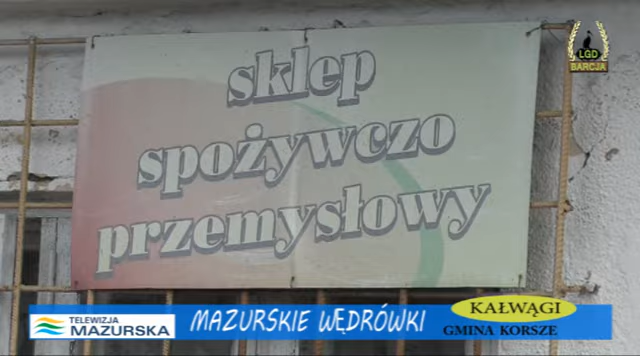 LGD
BARCJA
sklep
spożywczo
przemysłowy
TELEWIZJA
MAZURSKA
MAZURSKIE WĘDRÓWKI
KAŁWĄGI
GMINA KORSZE